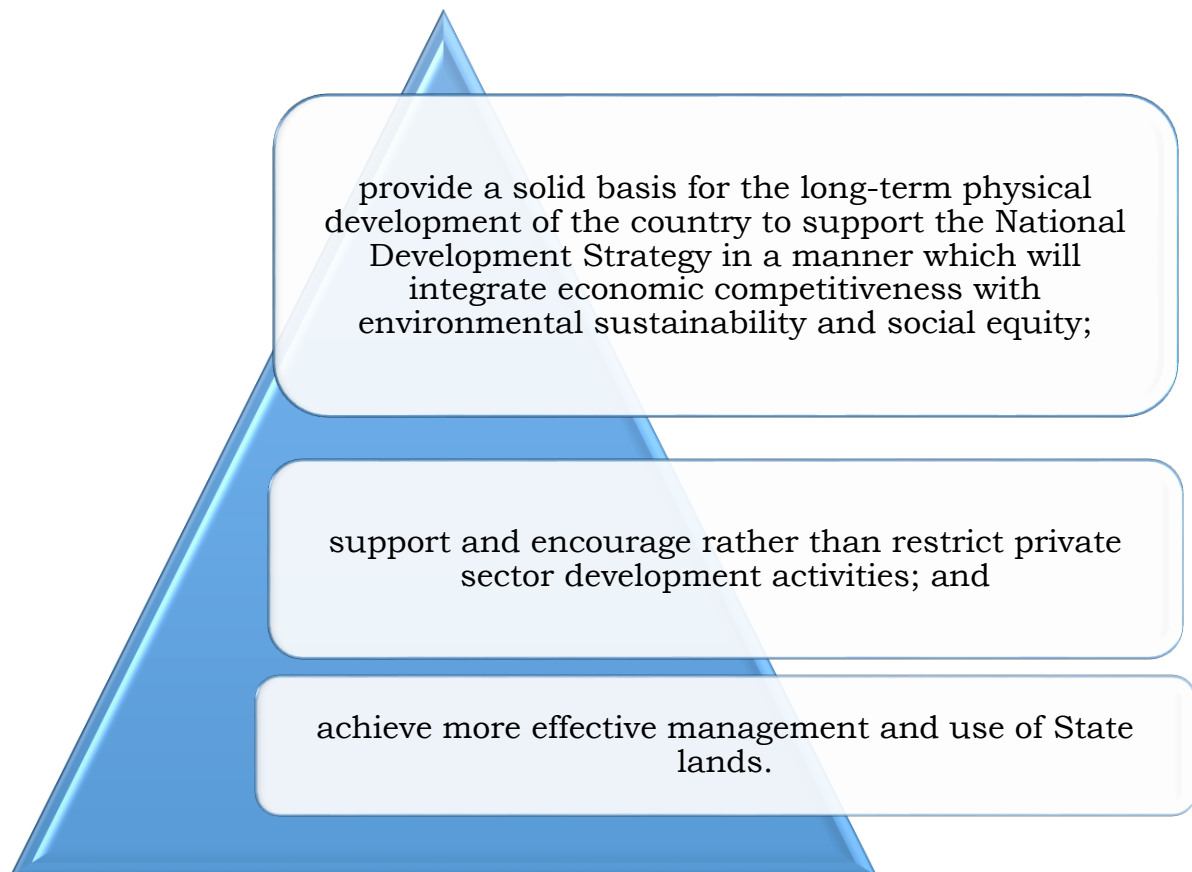 provide a solid basis for the long-term physical
development of the country to support the National
Development Strategy in a manner which will
integrate economic competitiveness with
environmental sustainability and social equity;
support and encourage rather than restrict private
sector development activities; and
achieve more effective management and use of State
lands.